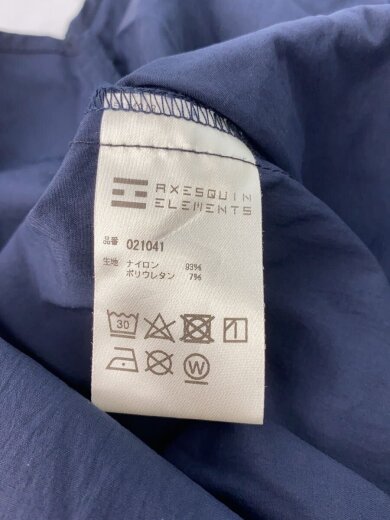 AXESQUIN
ELEMENTS
品番 021041
生地 ナイロン 93%
ポリウレタン 7%
30
W